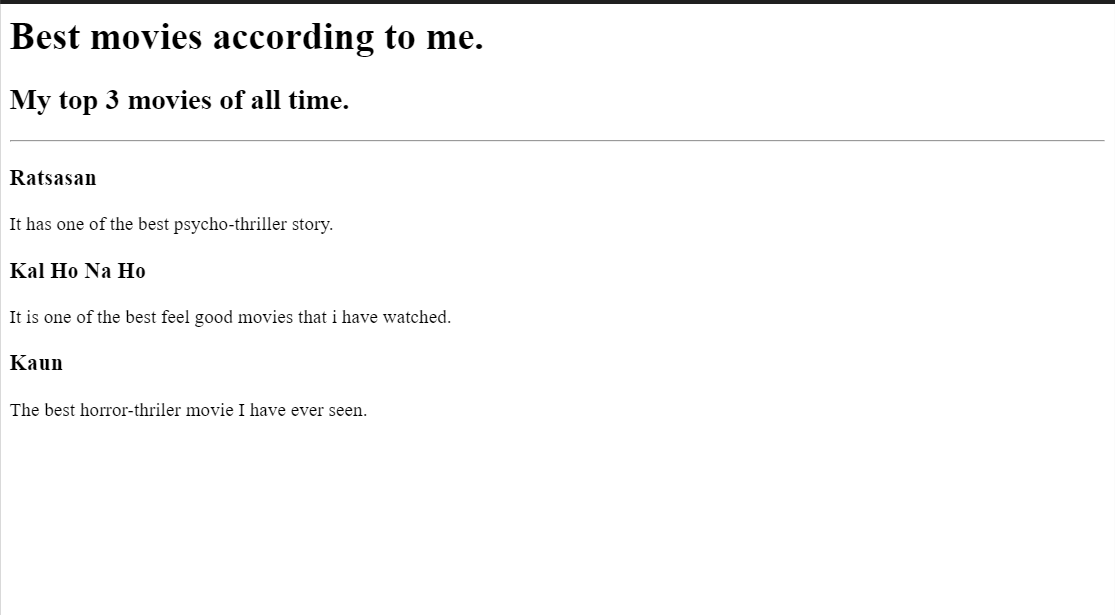 Best movies according to me.
My top 3 movies of all time.
Ratsasan
It has one of the best psycho-thriller story.
Kal Ho Na Ho
It is one of the best feel good movies that i have watched.
Kaun
The best horror-thriler movie I have ever seen.